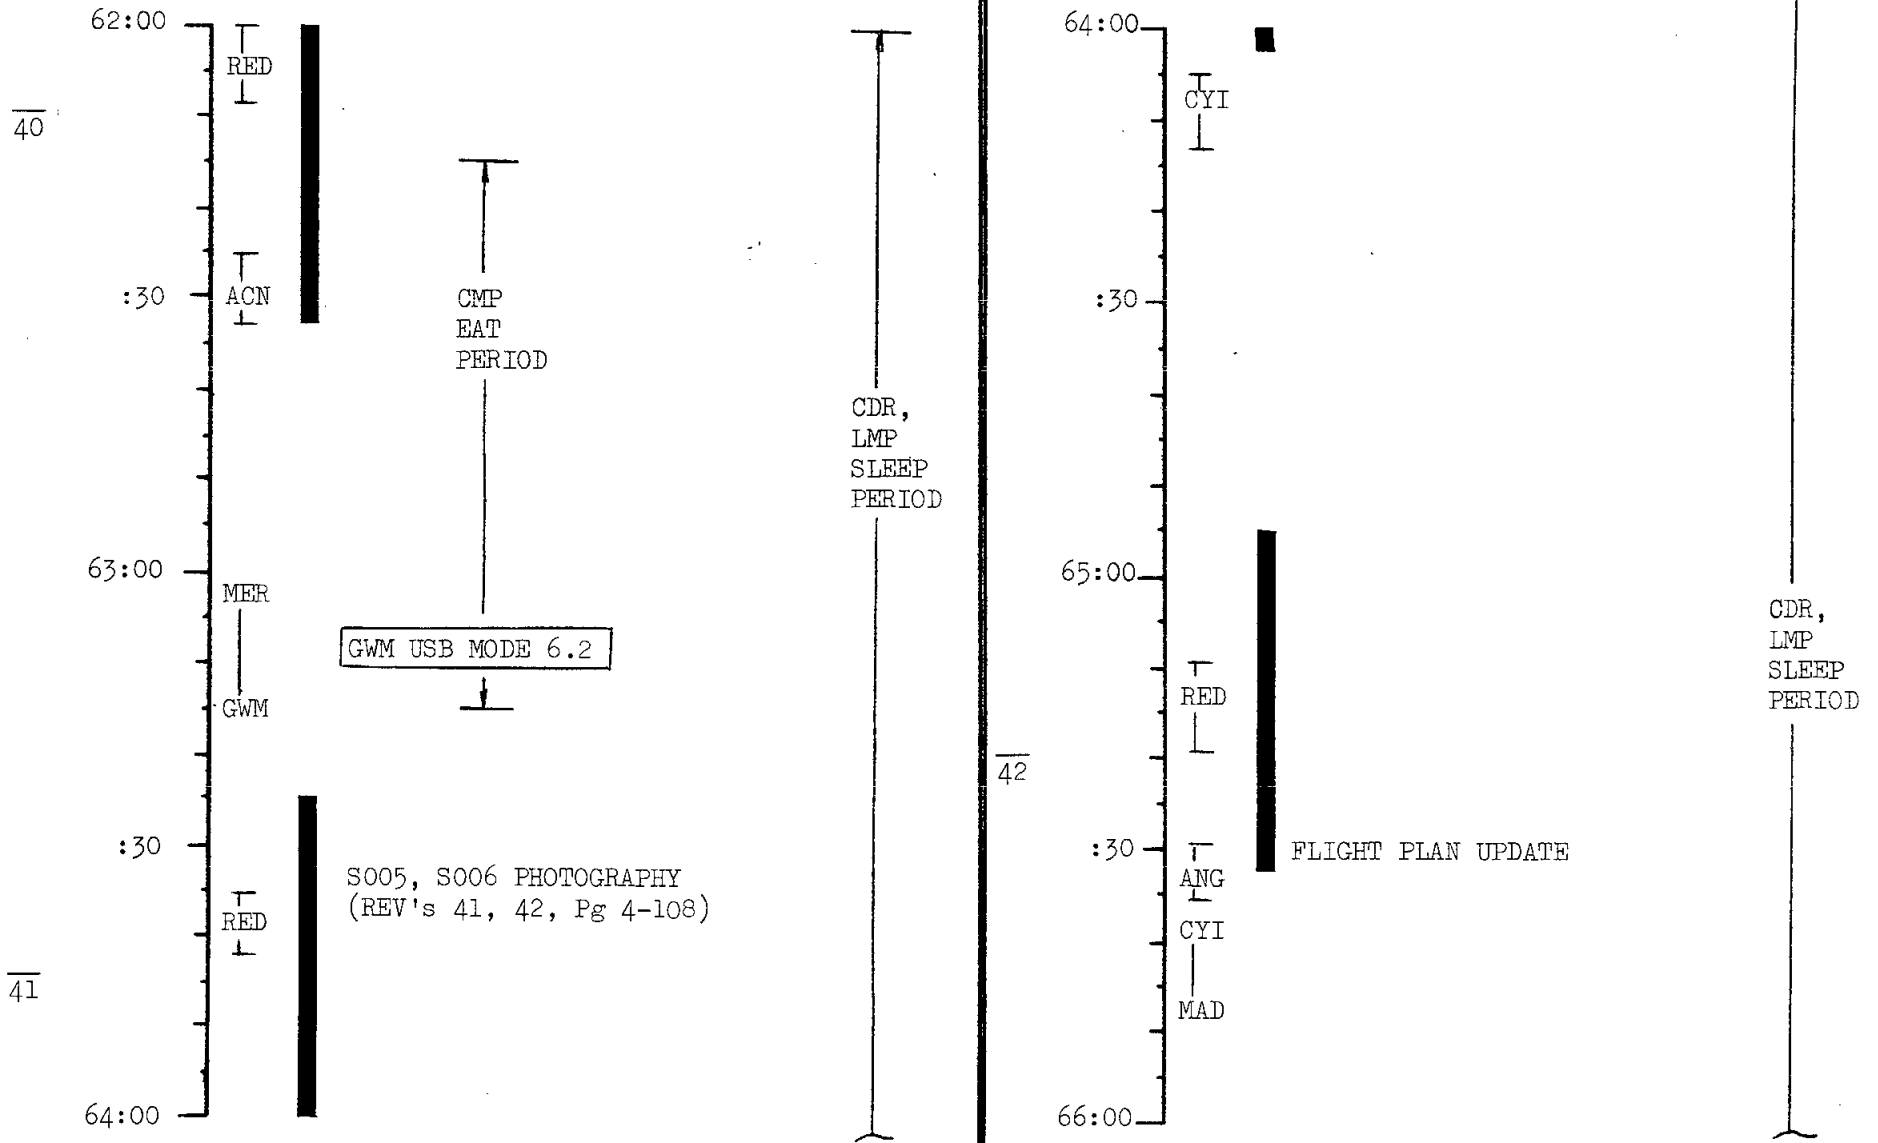 62:00
RED
40
ACN
:30
CMP
EAT
PERIOD
CDR,
LMP
SLEEP
PERIOD
63:00
MER
GWM USB MODE 6.2
GWM
:30
S005, S006 PHOTOGRAPHY
(REV's 41, 42, Pg 4-108)
RED
41
64:00
64:00
CYI
:30
65:00
CDR,
LMP
SLEEP
PERIOD
RED
42
:30
FLIGHT PLAN UPDATE
ANG
CYI
MAD
66:00